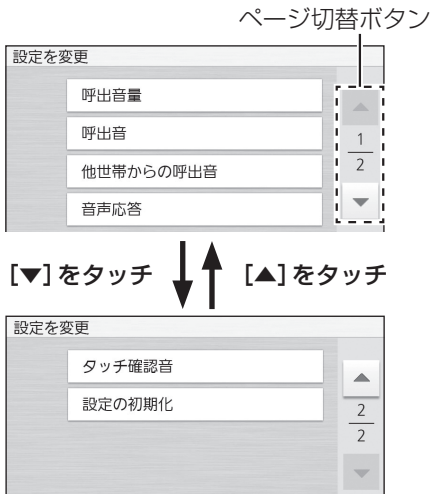 ページ切替ボタン
設定を変更
呼出音量
呼出音
他世帯からの呼出音
音声応答
▲
1
2
▼
[▼]をタッチ
[▲]をタッチ
設定を変更
タッチ確認音
設定の初期化
▲
2
2
▼